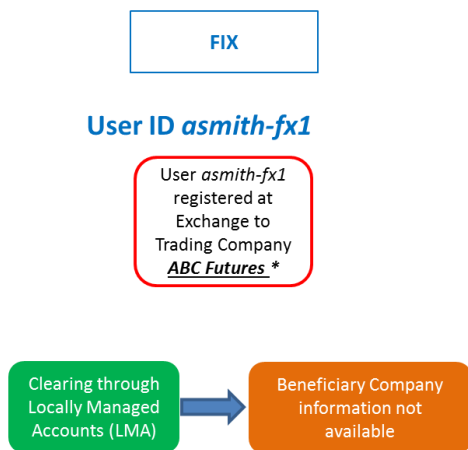 FIX
User ID asmith-fx1
User asmith-fx1
registered at
Exchange to
Trading Company
ABC Futures *
Clearing through
Locally Managed
Accounts (LMA)
Beneficiary Company
information not
available